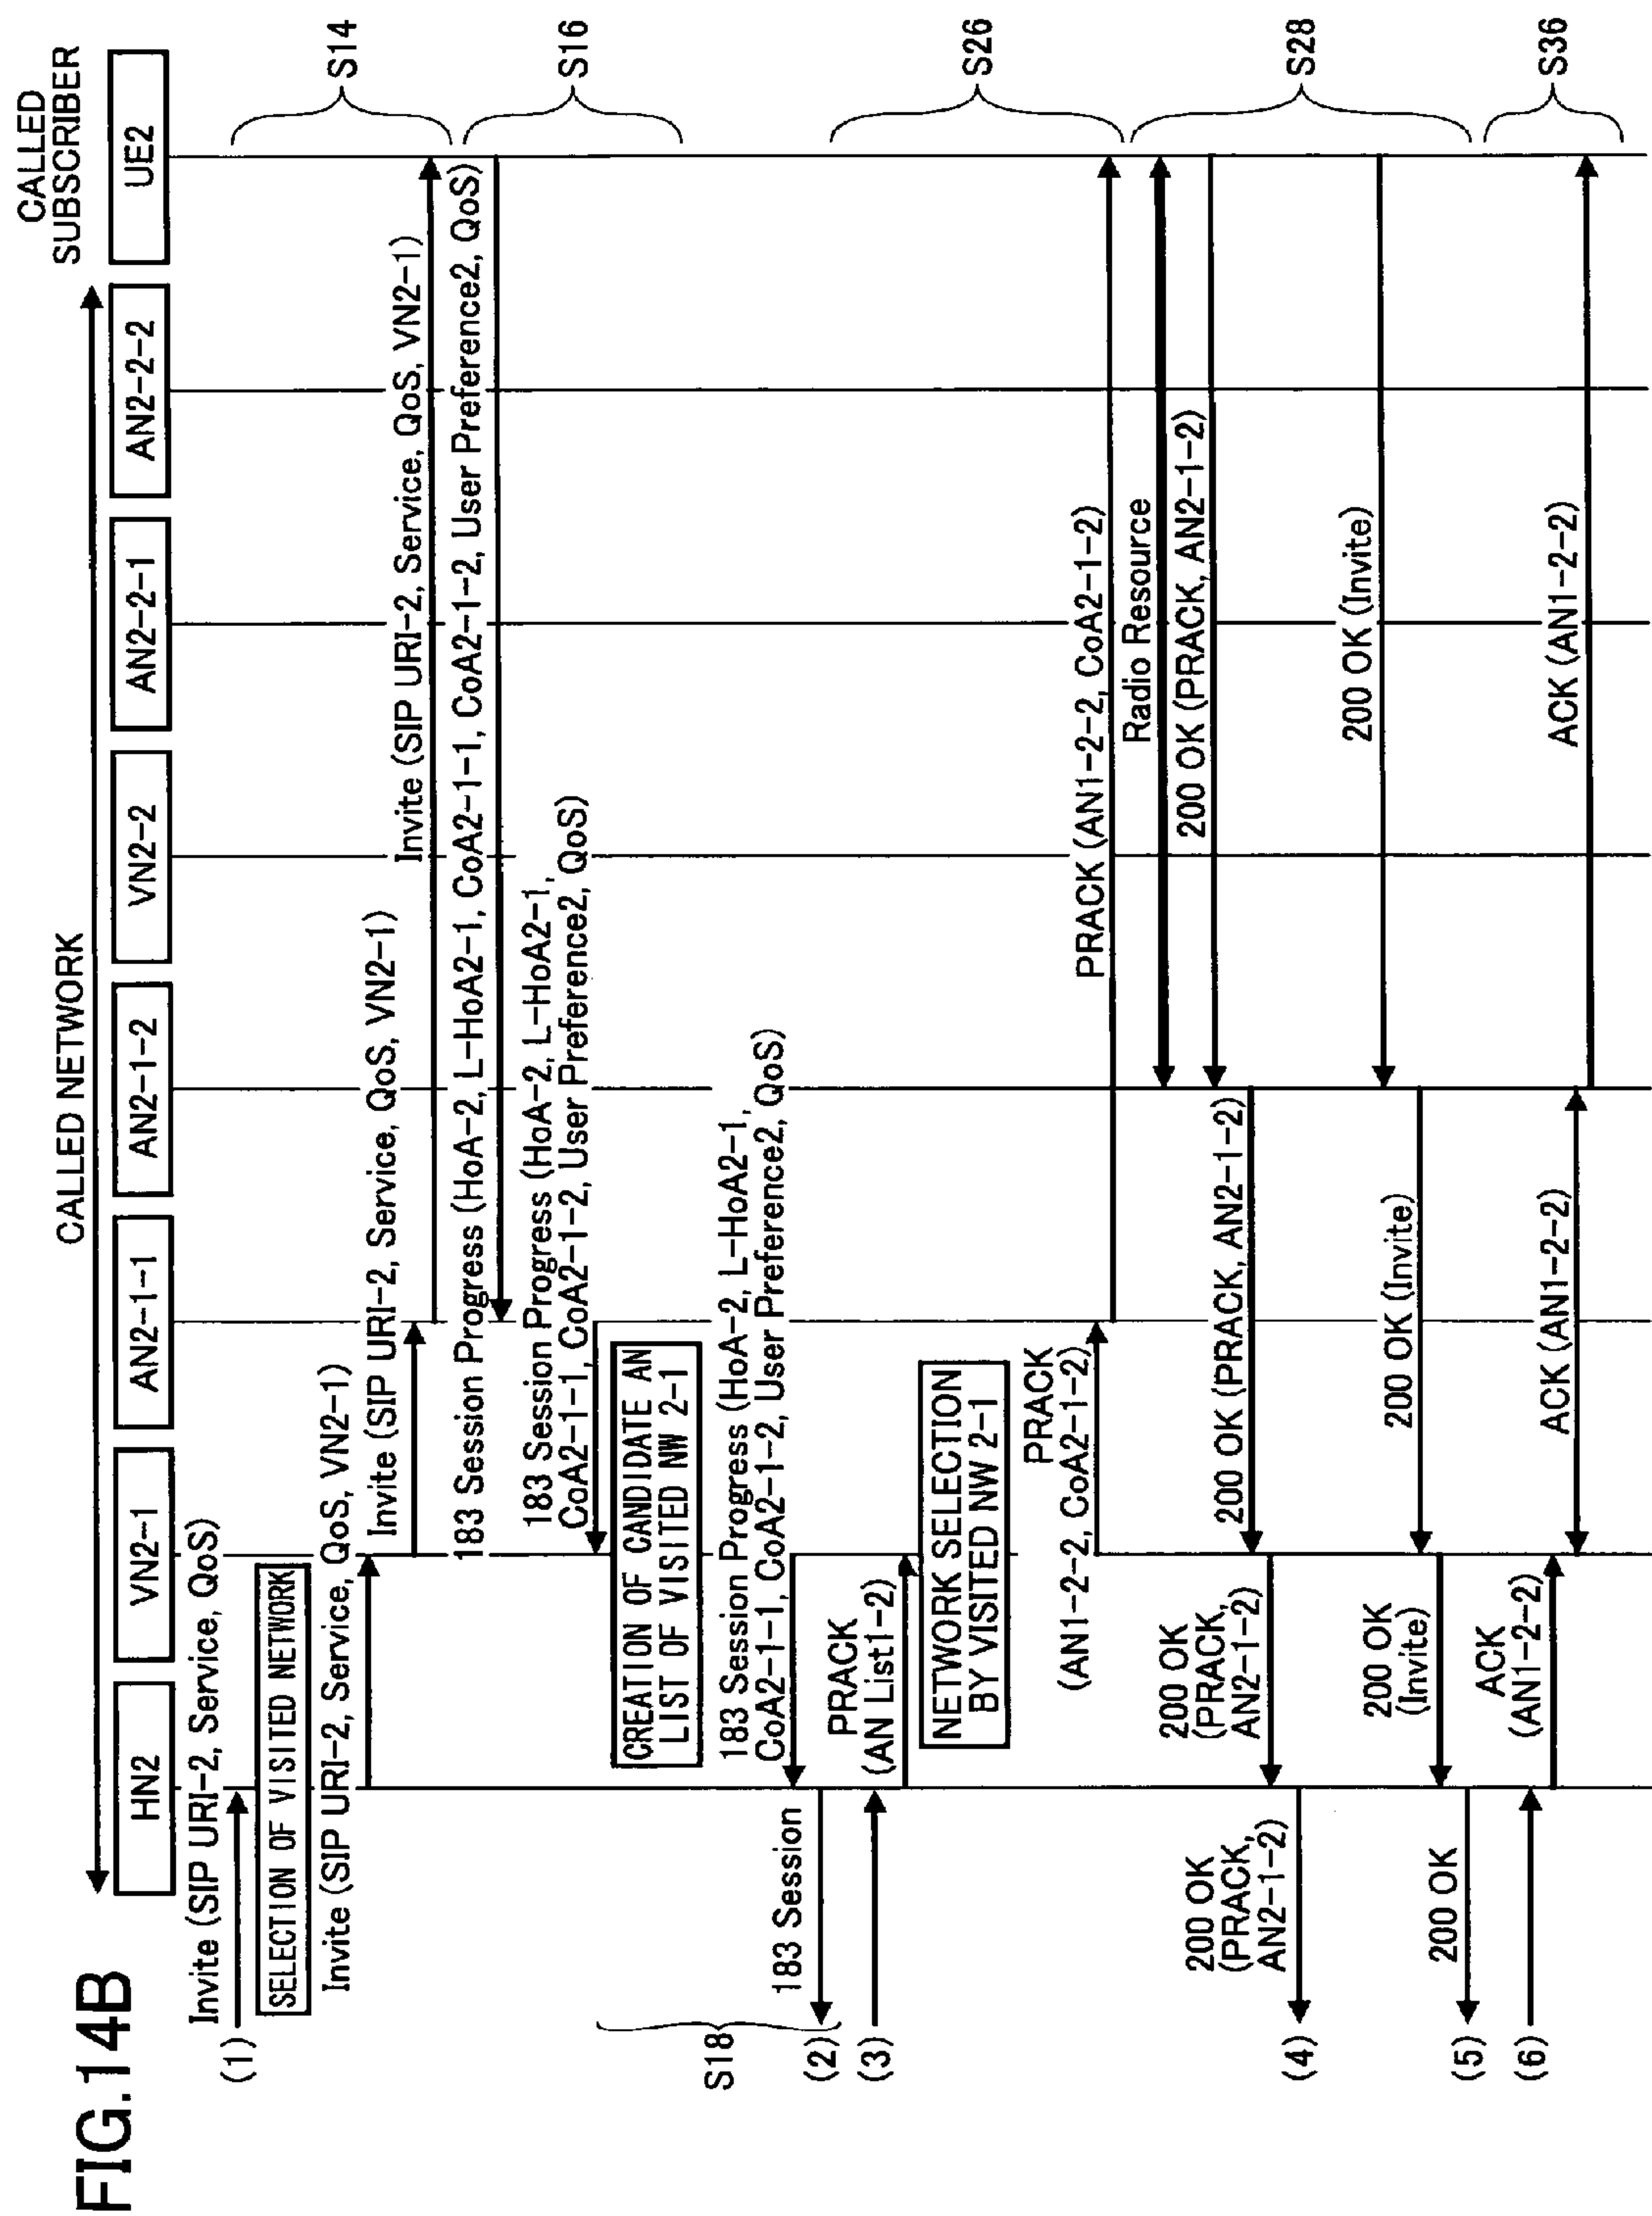 FIG.14B
CALLED NETWORK
CALLED
SUBSCRIBER
HN2
VN2-1
AN2-1-1
AN2-1-2
VN2-2
AN2-2-1
AN2-2-2
UE2
Invite (SIP URI-2, Service, QoS)
(1)
SELECTION OF VISITED NETWORK
Invite (SIP URI-2, Service, QoS, VN2-1)
Invite (SIP URI-2, Service, QoS, VN2-1)
Invite (SIP URI-2, Service, QoS, VN2-1)
S14
183 Session Progress (HoA-2, L-HoA2-1, CoA2-1-1, CoA2-1-2, User Preference2, QoS)
S16
183 Session Progress (HoA-2, L-HoA2-1,
CoA2-1-1, CoA2-1-2, User Preference2, QoS)
CREATION OF CANDIDATE AN
LIST OF VISITED NW 2-1
183 Session Progress (HoA-2, L-HoA2-1,
CoA2-1-1, CoA2-1-2, User Preference2, QoS)
S18
183 Session
(2)
PRACK
(AN List1-2)
(3)
NETWORK SELECTION
BY VISITED NW 2-1
PRACK
(AN1-2-2, CoA2-1-2)
PRACK (AN1-2-2, CoA2-1-2)
S26
Radio Resource
200 OK (PRACK, AN2-1-2)
200 OK (PRACK, AN2-1-2)
200 OK
(PRACK,
AN2-1-2)
200 OK
(PRACK,
AN2-1-2)
(4)
S28
200 OK (Invite)
200 OK (Invite)
200 OK
(Invite)
200 OK
(5)
(6)
ACK
(AN1-2-2)
ACK (AN1-2-2)
ACK (AN1-2-2)
S36